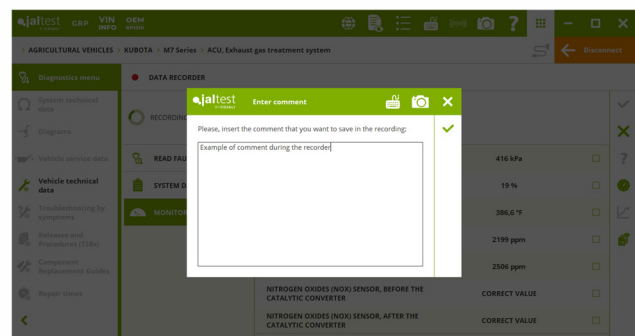 jaltest GRP VIN INFO OEM
AGRICULTURAL VEHICLES > KUBOTA > M7 Series > ACU, Exhaust gas treatment system
Disconnect
Diagnostics menu
DATA RECORDER
System technical data
RECORDING
Diagrams
Vehicle service data
READ FAU
416 kPa
Vehicle technical data
SYSTEM D
19 %
Troubleshooting by symptoms
MONITOR
386,6 °F
Releases and Procedures (TSBs)
2199 ppm
Component Replacement Guides
2506 ppm
Repair times
NITROGEN OXIDES (NOX) SENSOR, BEFORE THE
CATALYTIC CONVERTER
CORRECT VALUE
NITROGEN OXIDES (NOX) SENSOR, AFTER THE
CATALYTIC CONVERTER
CORRECT VALUE
jaltest Enter comment
Please, insert the comment that you want to save in the recording:
Example of comment during the recorder